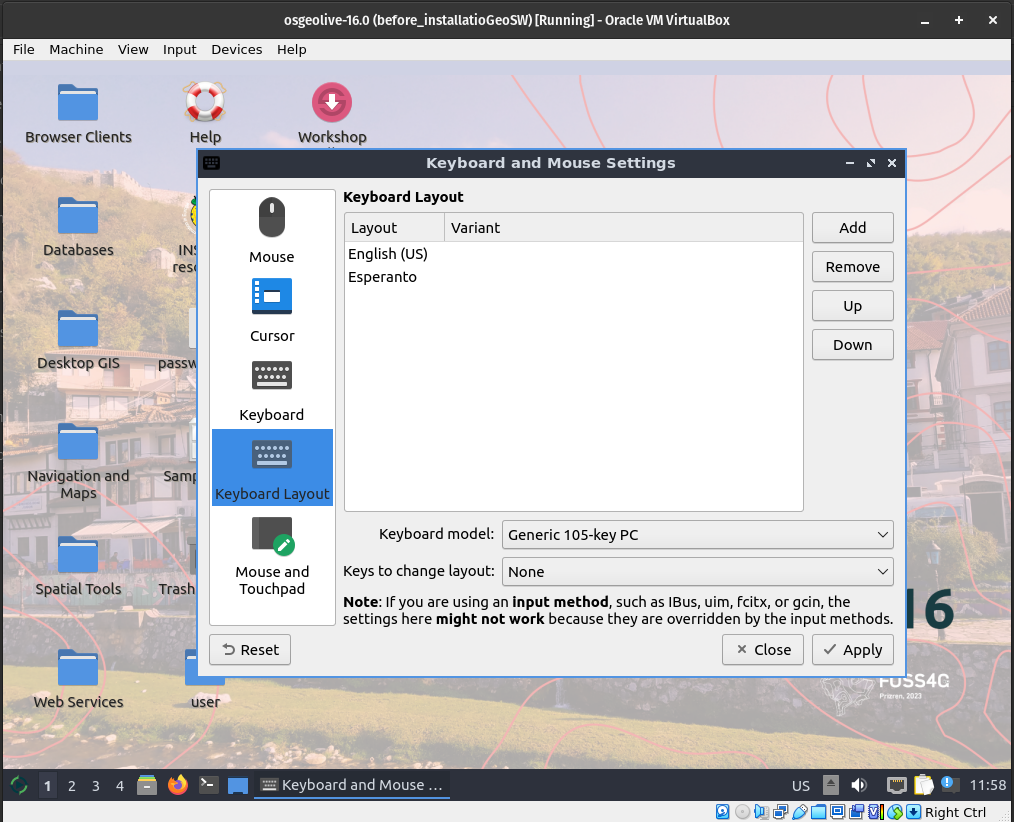 osgeolive-16.0 (before_installatioGeoSW) [Running] - Oracle VM VirtualBox
File Machine View Input Devices Help
Browser Clients
Help
Workshop
Keyboard and Mouse Settings
Databases
Desktop GIS
Navigation and
Maps
Spatial Tools
Trash
Web Services
user
Mouse
Cursor
Keyboard
Keyboard Layout
Mouse and
Touchpad
Keyboard Layout
Layout Variant
English (US)
Esperanto
Add
Remove
Up
Down
Keyboard model: Generic 105-key PC
Keys to change layout: None
Note: If you are using an input method, such as IBus, uim, fcitx, or gcin, the
settings here might not work because they are overridden by the input methods.
Reset
Close
Apply
16
FOSS4G
Prizren, 2023
1 2 3 4
Keyboard and Mouse ...
US
11:58
Right Ctrl